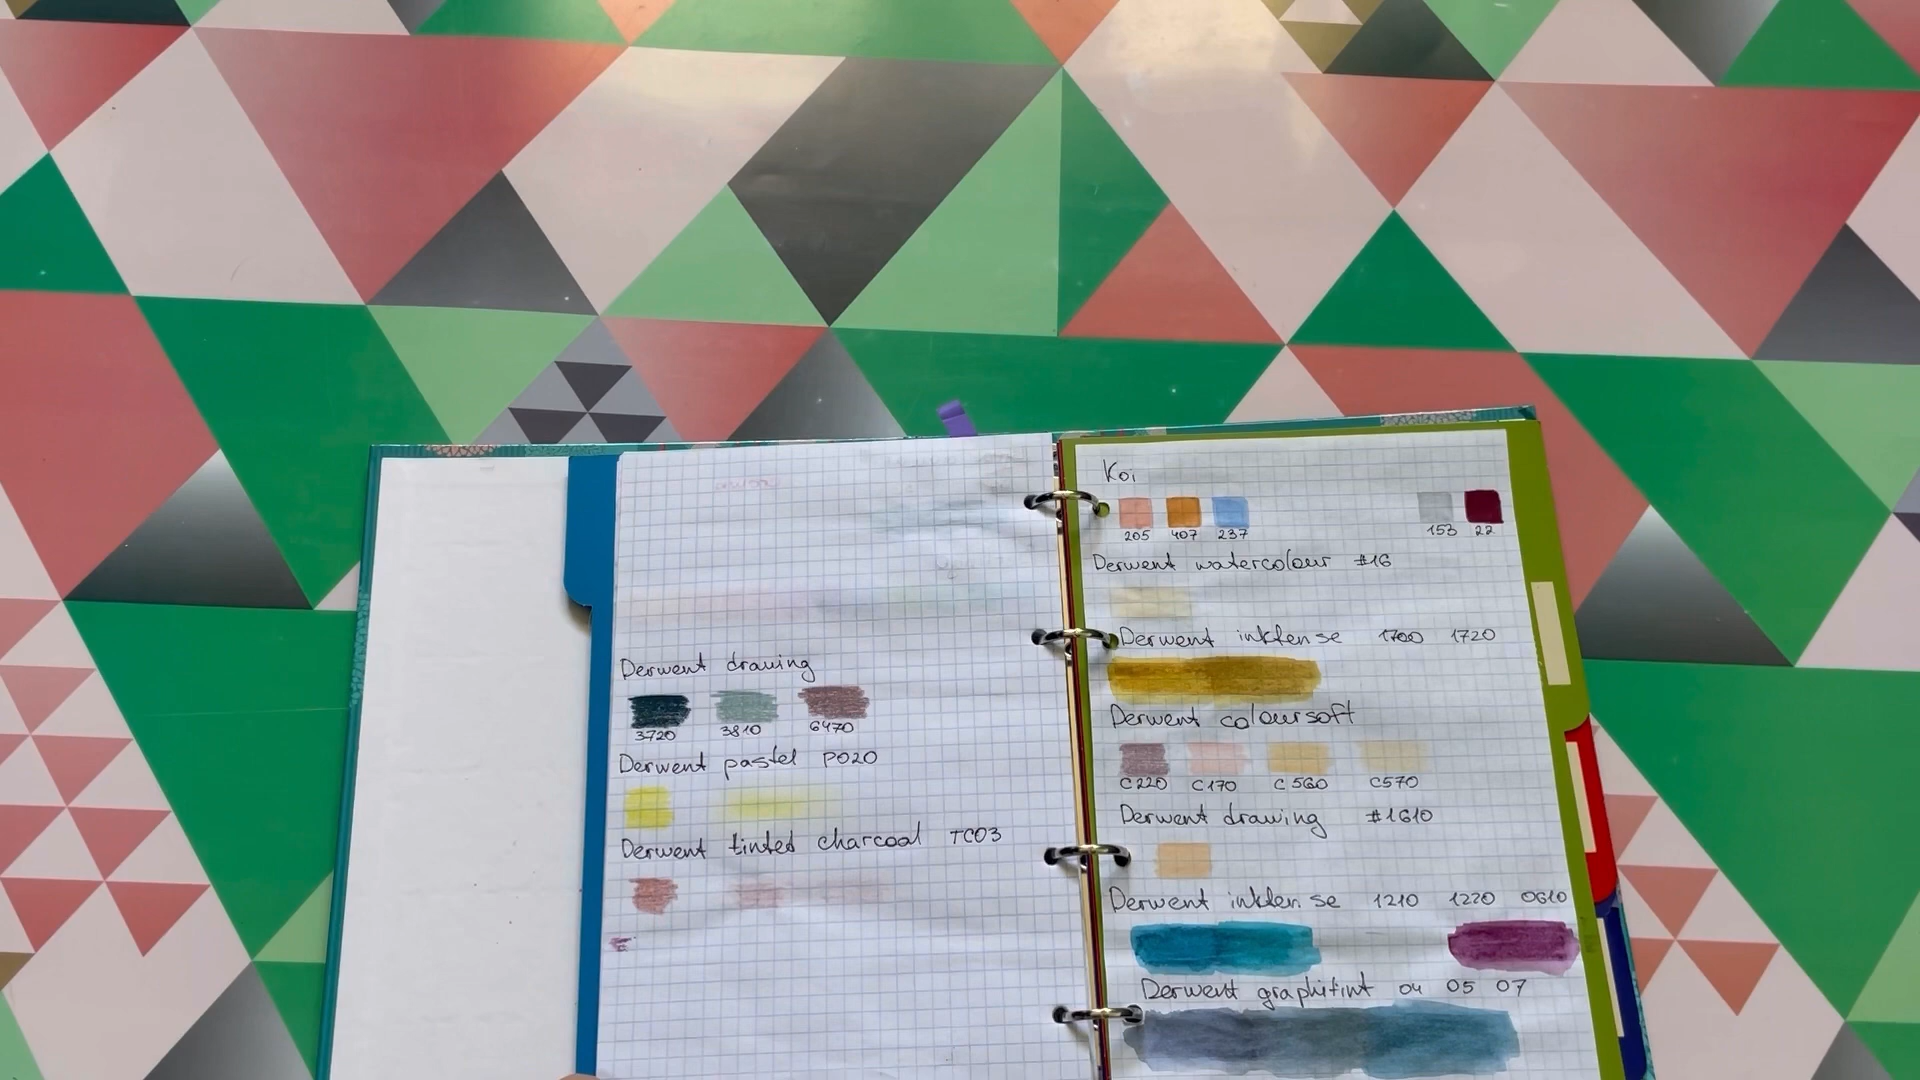 Derwent drawing
3720 3810 6470
Derwent pastel P020
Derwent tinted charcoal TC03
Koi
205 407 237 153 22
Derwent watercolour #16
Derwent inktense 1700 1720
Derwent coloursoft
C220 C170 C560 C570
Derwent drawing #1610
Derwent inktense 1210 1220 0610
Derwent graphitint 04 05 07